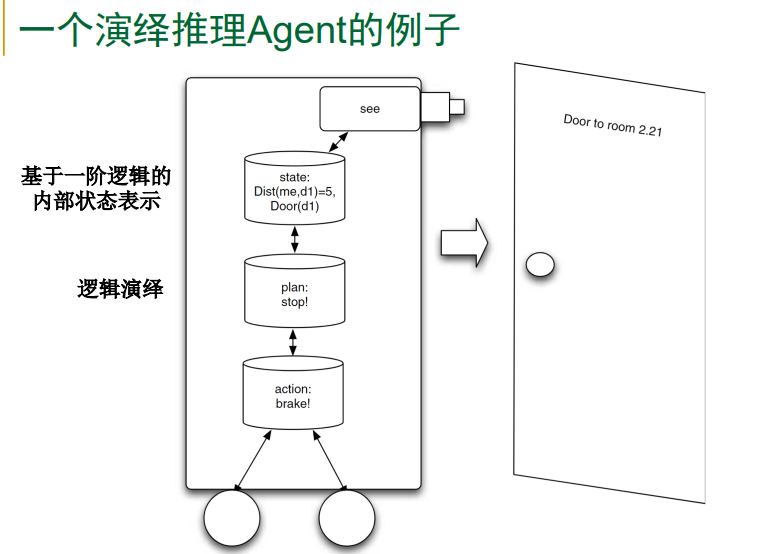 一个演绎推理Agent的例子
see
Door to room 2.21
基于一阶逻辑的
内部状态表示
state:
Dist(me,d1)=5,
Door(d1)
逻辑演绎
plan:
stop!
action:
brake!